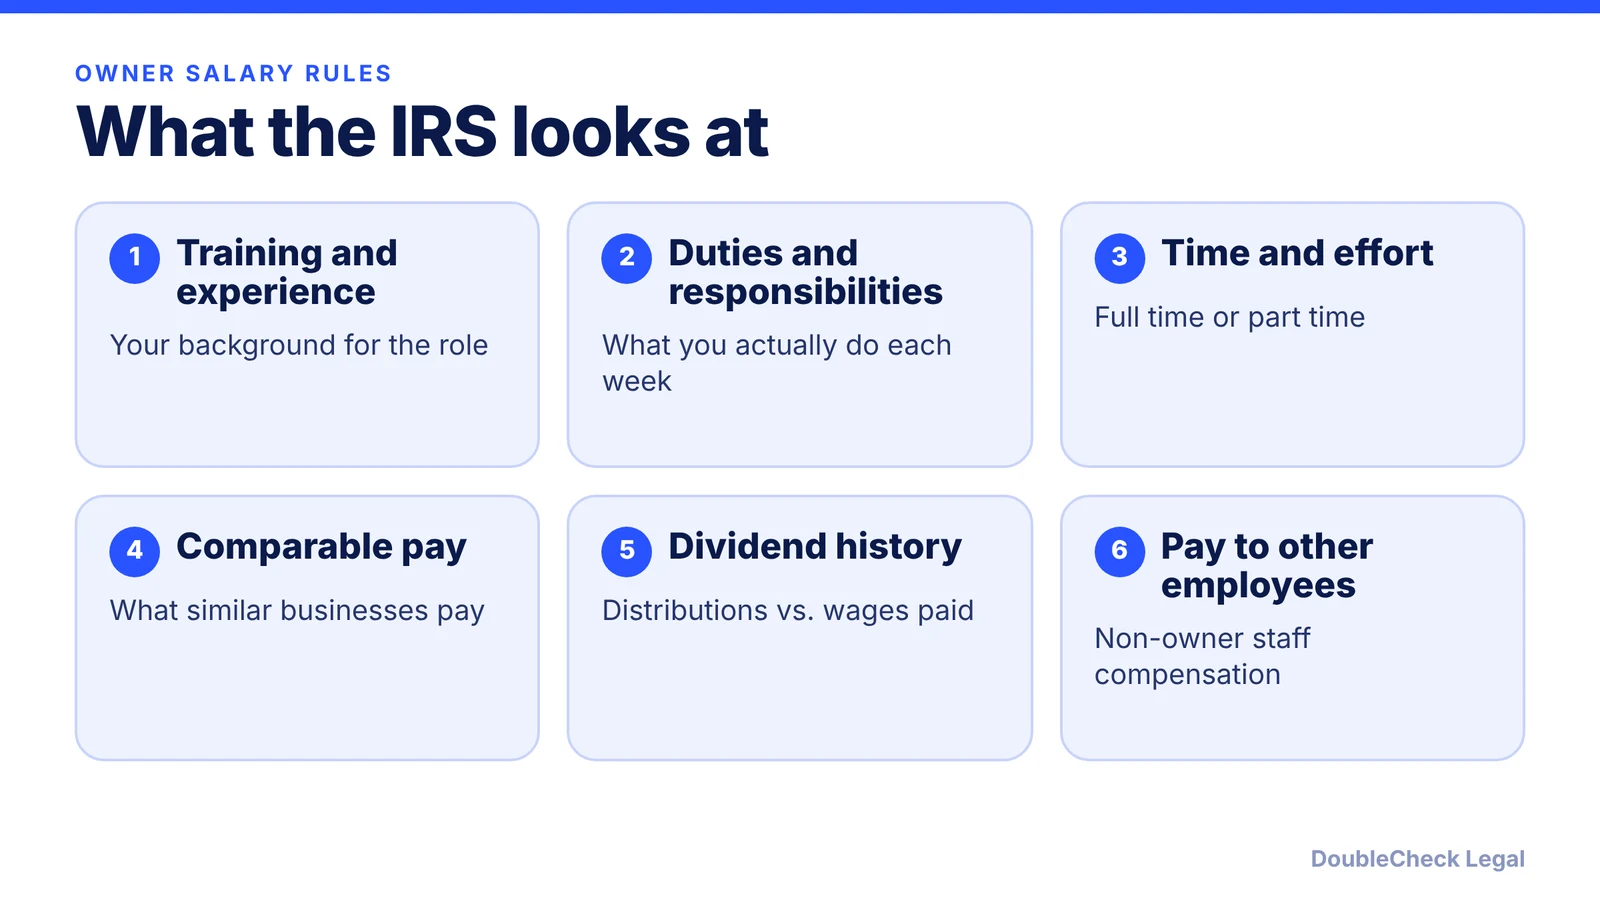 OWNER SALARY RULES
What the IRS looks at
1
Training and
experience
Your background for the role
2
Duties and
responsibilities
What you actually do each
week
3
Time and effort
Full time or part time
4
Comparable pay
What similar businesses pay
5
Dividend history
Distributions vs. wages paid
6
Pay to other
employees
Non-owner staff
compensation
DoubleCheck Legal